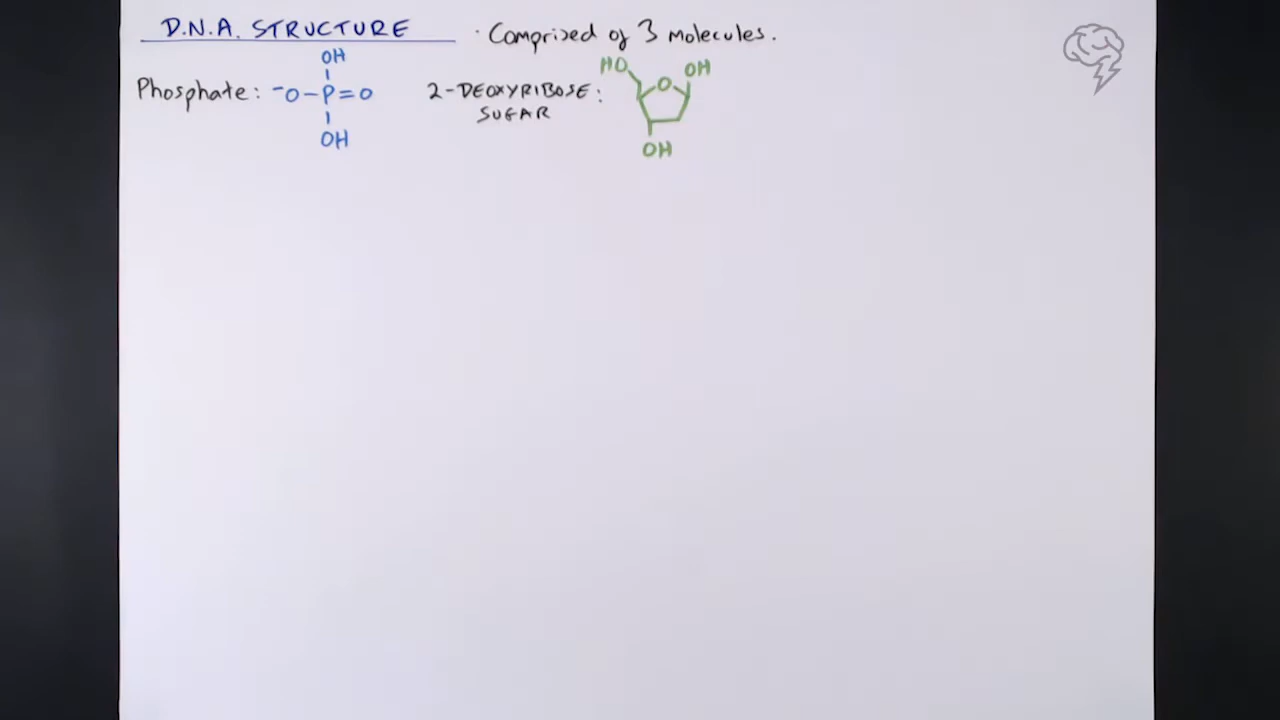 D.N.A. STRUCTURE · Comprised of 3 molecules.
OH
Phosphate: ⁻O–P=O
OH
2-DEOXYRIBOSE:
SUGAR
HO OH
O
OH